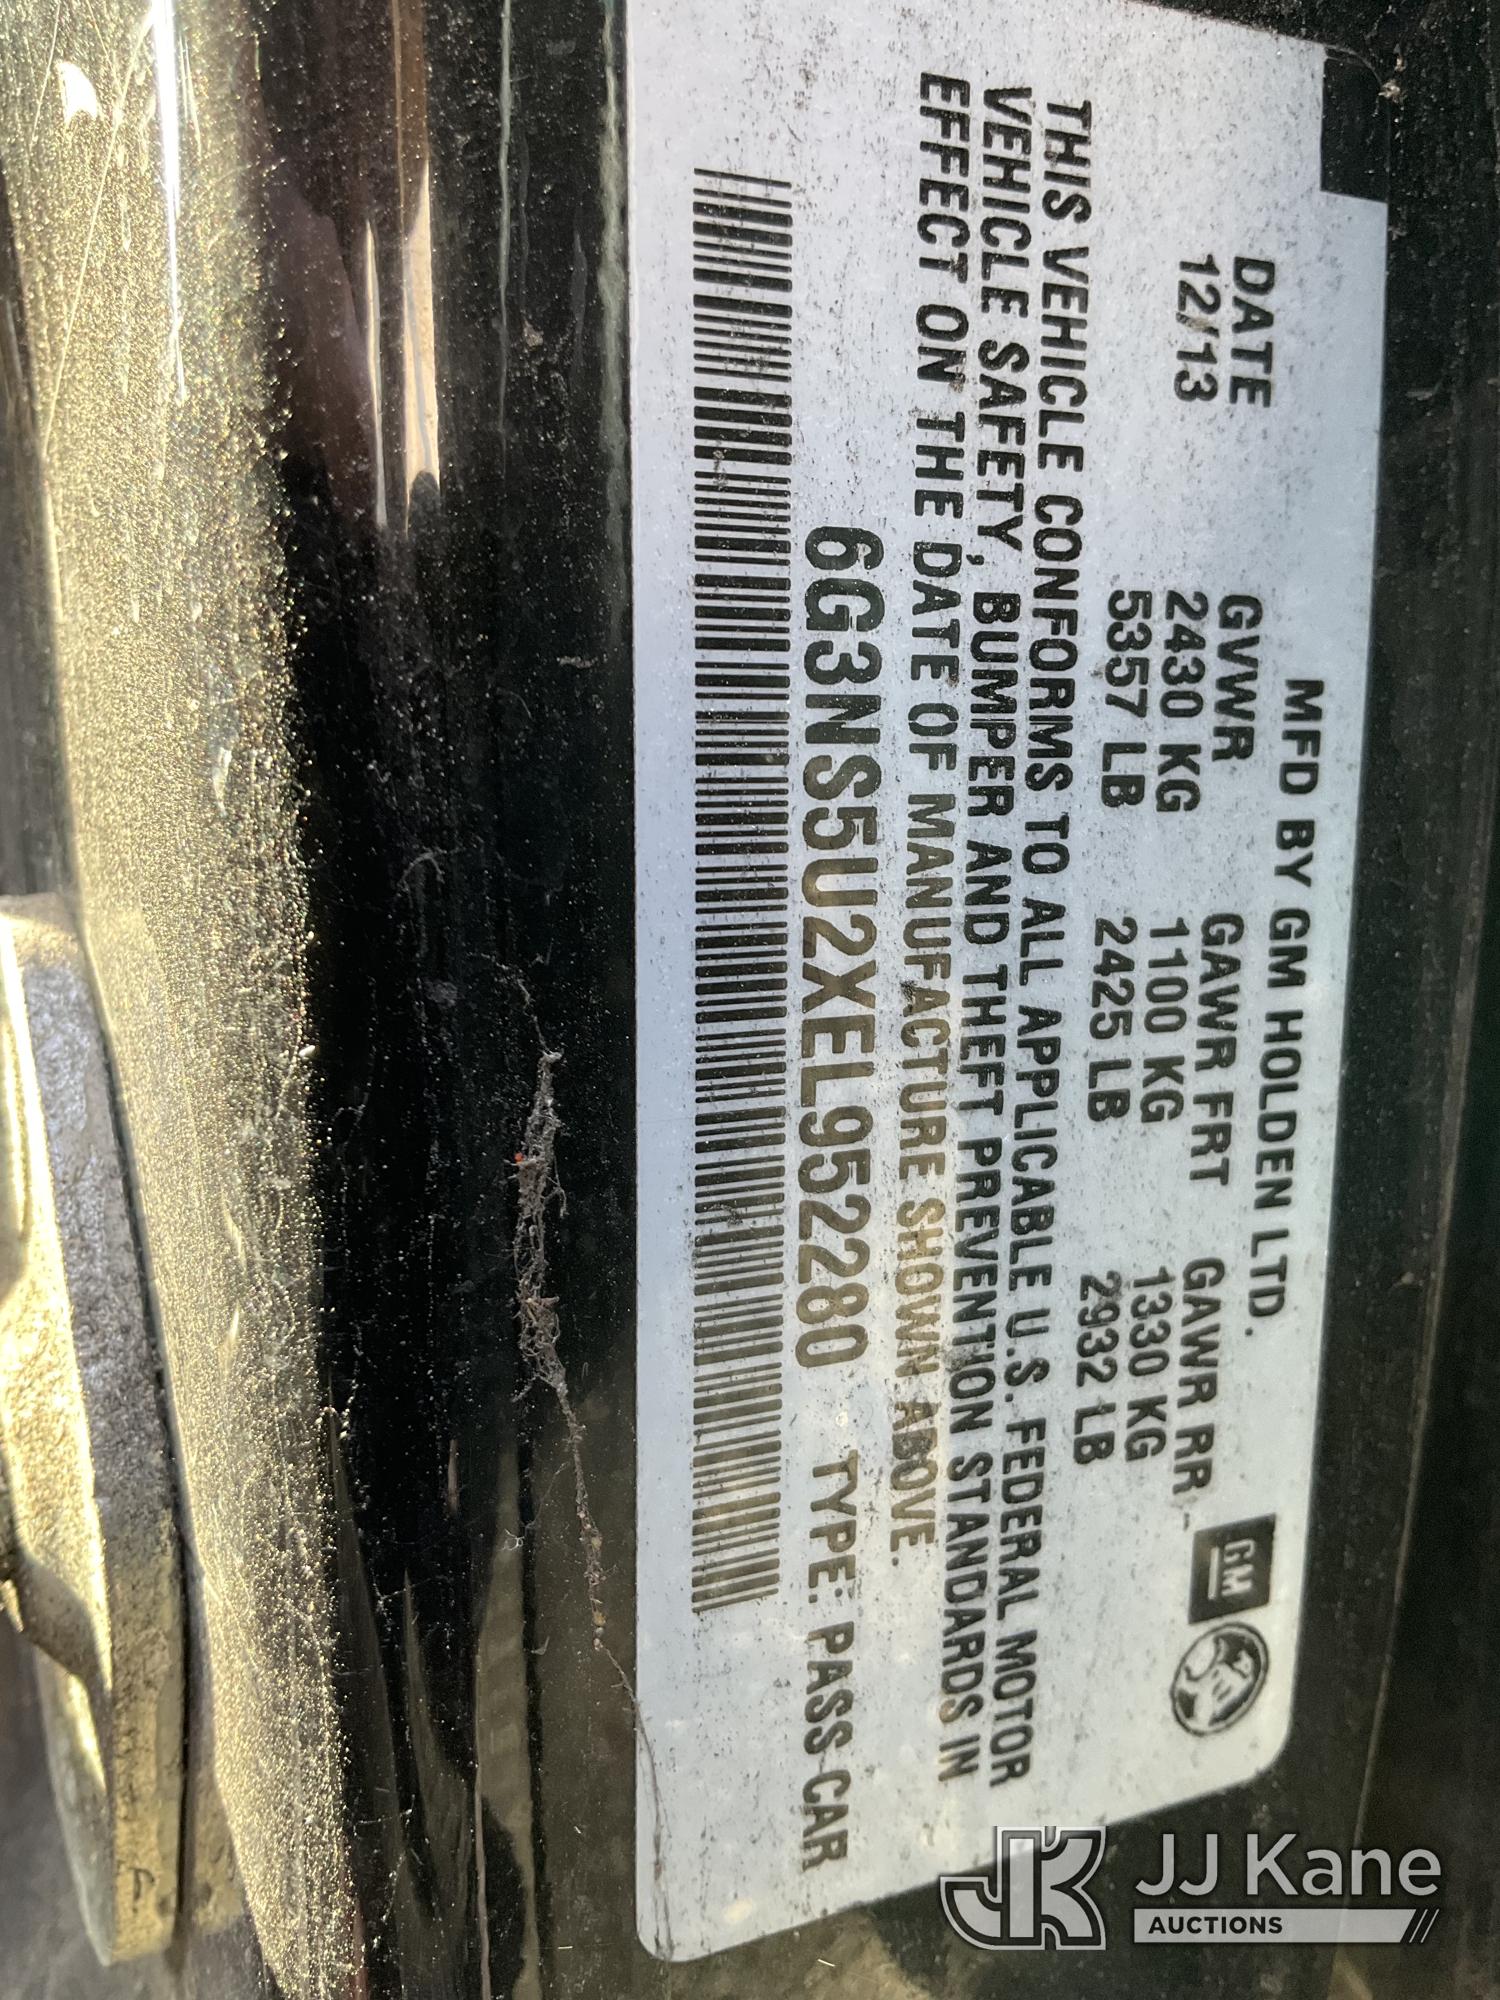 MFD BY GM HOLDEN LTD.
DATE GVWR GAWR FRT GAWR RR
12/13 2430 KG 1100 KG 1330 KG
5357 LB 2425 LB 2932 LB
GM
THIS VEHICLE CONFORMS TO ALL APPLICABLE U.S. FEDERAL MOTOR
VEHICLE SAFETY, BUMPER AND THEFT PREVENTION STANDARDS IN
EFFECT ON THE DATE OF MANUFACTURE SHOWN ABOVE.
6G3NS5U2XEL952280 TYPE: PASS CAR
JK JJ Kane
AUCTIONS